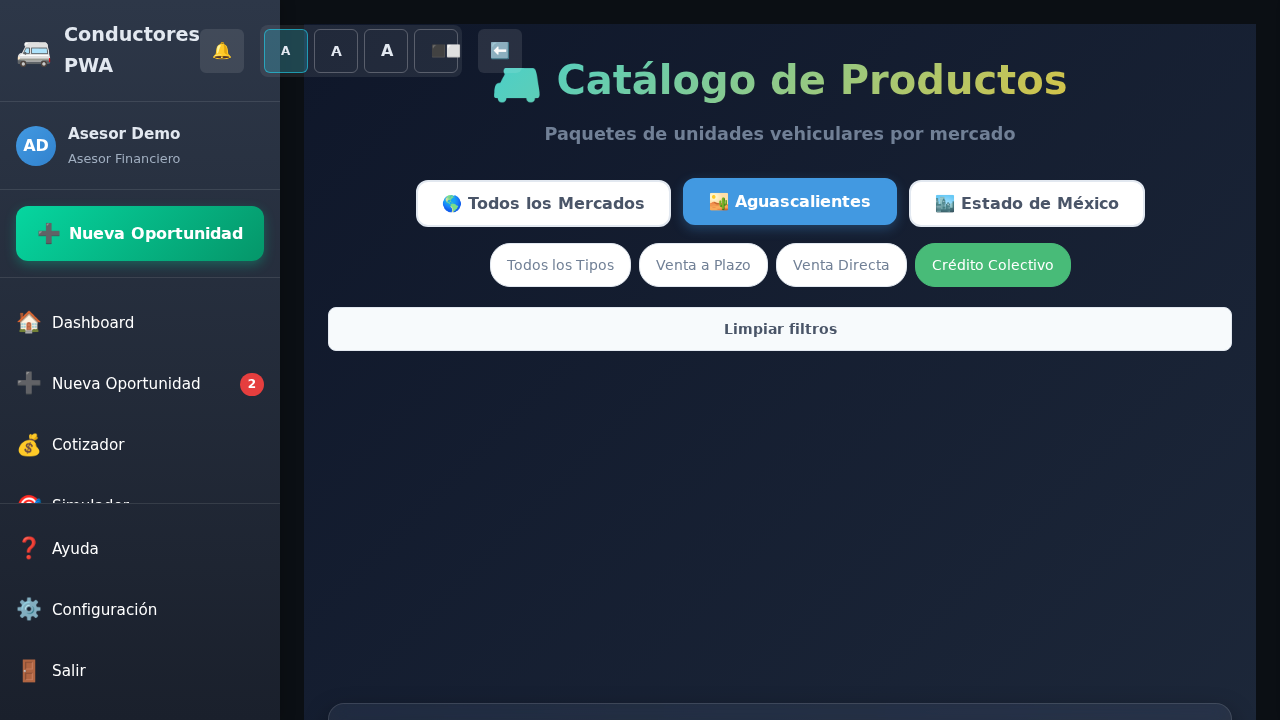 Conductores
PWA
A
A
A
Catálogo de Productos
Paquetes de unidades vehiculares por mercado
AD
Asesor Demo
Asesor Financiero
Nueva Oportunidad
Todos los Mercados
Aguascalientes
Estado de México
Todos los Tipos
Venta a Plazo
Venta Directa
Crédito Colectivo
Limpiar filtros
Dashboard
Nueva Oportunidad 2
Cotizador
Simulador
Ayuda
Configuración
Salir